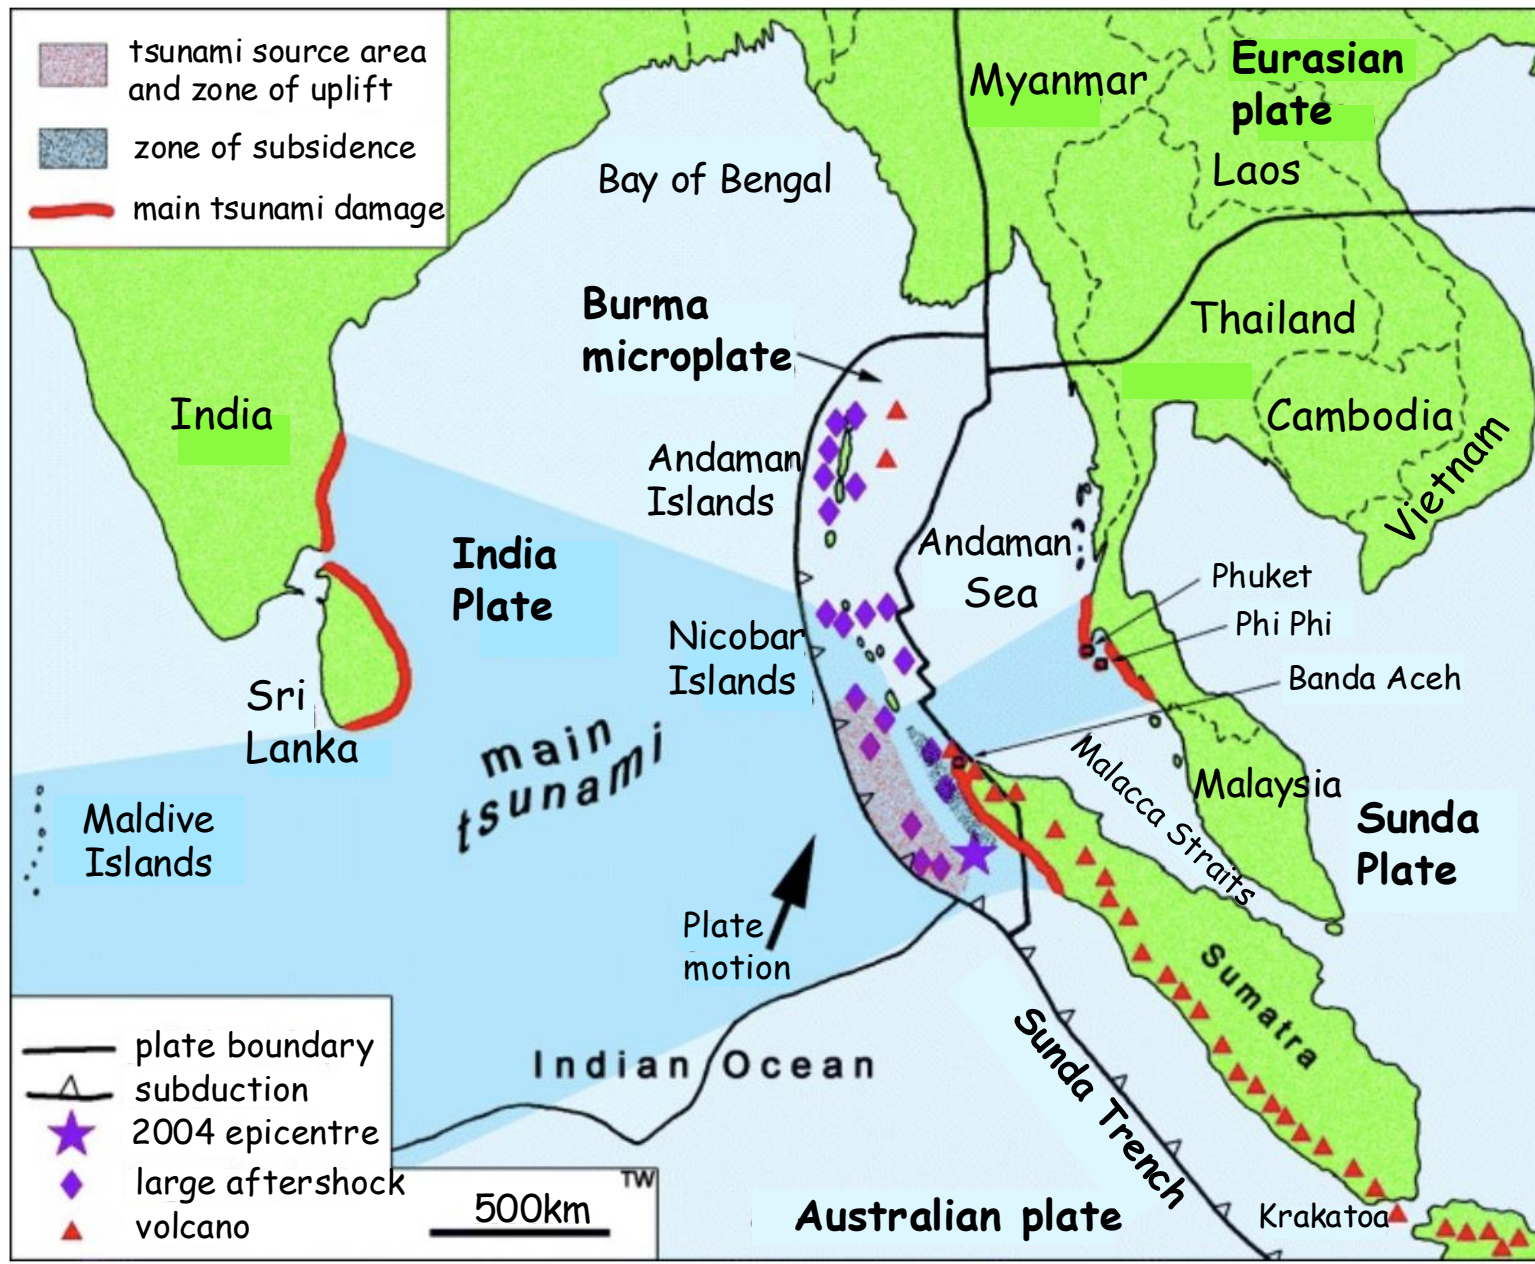 tsunami source area
and zone of uplift
zone of subsidence
main tsunami damage
Myanmar
Eurasian
plate
Laos
Bay of Bengal
Burma
microplate
Thailand
India
Cambodia
Vietnam
Andaman
Islands
Andaman
Sea
India
Plate
Phuket
Phi Phi
Nicobar
Islands
Banda Aceh
Sri
Lanka
main
tsunami
Malacca Straits
Malaysia
Maldive
Islands
Sunda
Plate
Plate
motion
Sumatra
Sunda Trench
Indian Ocean
plate boundary
subduction
2004 epicentre
large aftershock
volcano
TW
500km
Australian plate
Krakatoa